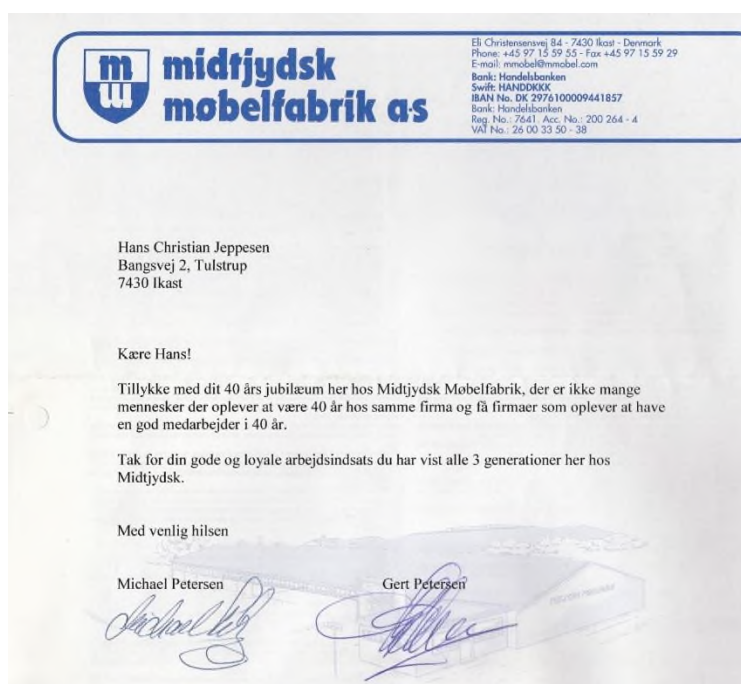 midtjydsk
møbelfabrik a·s
Eli Christensensvej 84 - 7430 Ikast - Denmark
Phone: +45 97 15 59 55 - Fax +45 97 15 59 29
E-mail: mmobel@mmobel.com
Bank: Handelsbanken
Swift: HANDDKKK
IBAN No. DK 2976100009441857
Bank: Handelsbanken
Reg. No.: 7641. Acc. No.: 200 264 - 4
VAT No.: 26 00 33 50 - 38
Hans Christian Jeppesen
Bangsvej 2, Tulstrup
7430 Ikast
Kære Hans!
Tillykke med dit 40 års jubilæum her hos Midtjydsk Møbelfabrik, der er ikke mange
mennesker der oplever at være 40 år hos samme firma og få firmaer som oplever at have
en god medarbejder i 40 år.
Tak for din gode og loyale arbejdsindsats du har vist alle 3 generationer her hos
Midtjydsk.
Med venlig hilsen
Michael Petersen
Gert Petersen